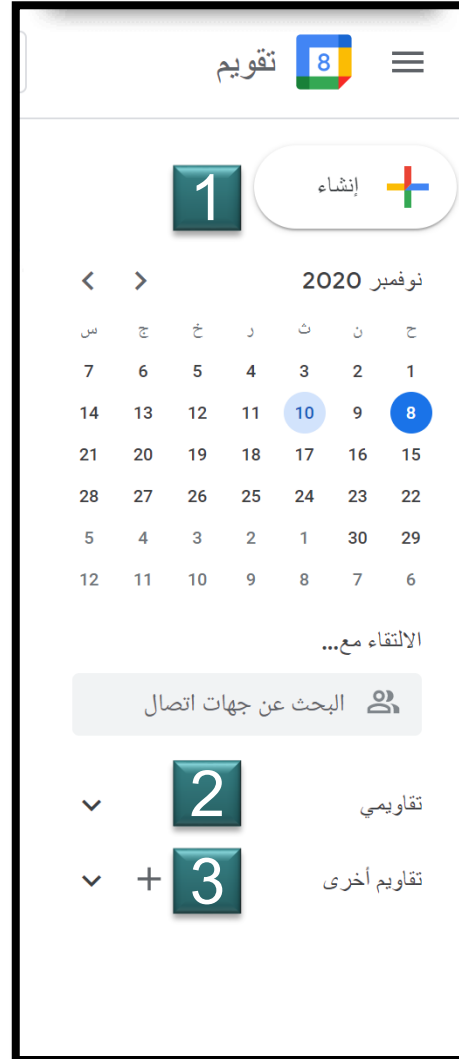 تقويم 8
إنشاء 1
نوفمبر 2020
ح ن ث ر خ ج س
1 2 3 4 5 6 7
8 9 10 11 12 13 14
15 16 17 18 19 20 21
22 23 24 25 26 27 28
29 30 1 2 3 4 5
6 7 8 9 10 11 12
الالتقاء مع...
البحث عن جهات اتصال
تقاويمي 2
تقاويم أخرى 3 +